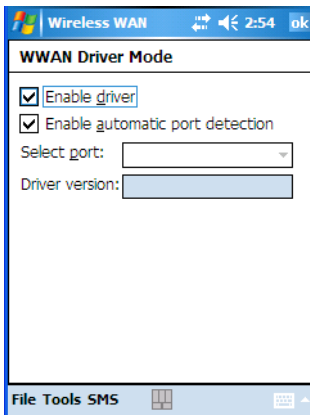 Wireless WAN 2:54 ok
WWAN Driver Mode
Enable driver
Enable automatic port detection
Select port:
Driver version:
File Tools SMS